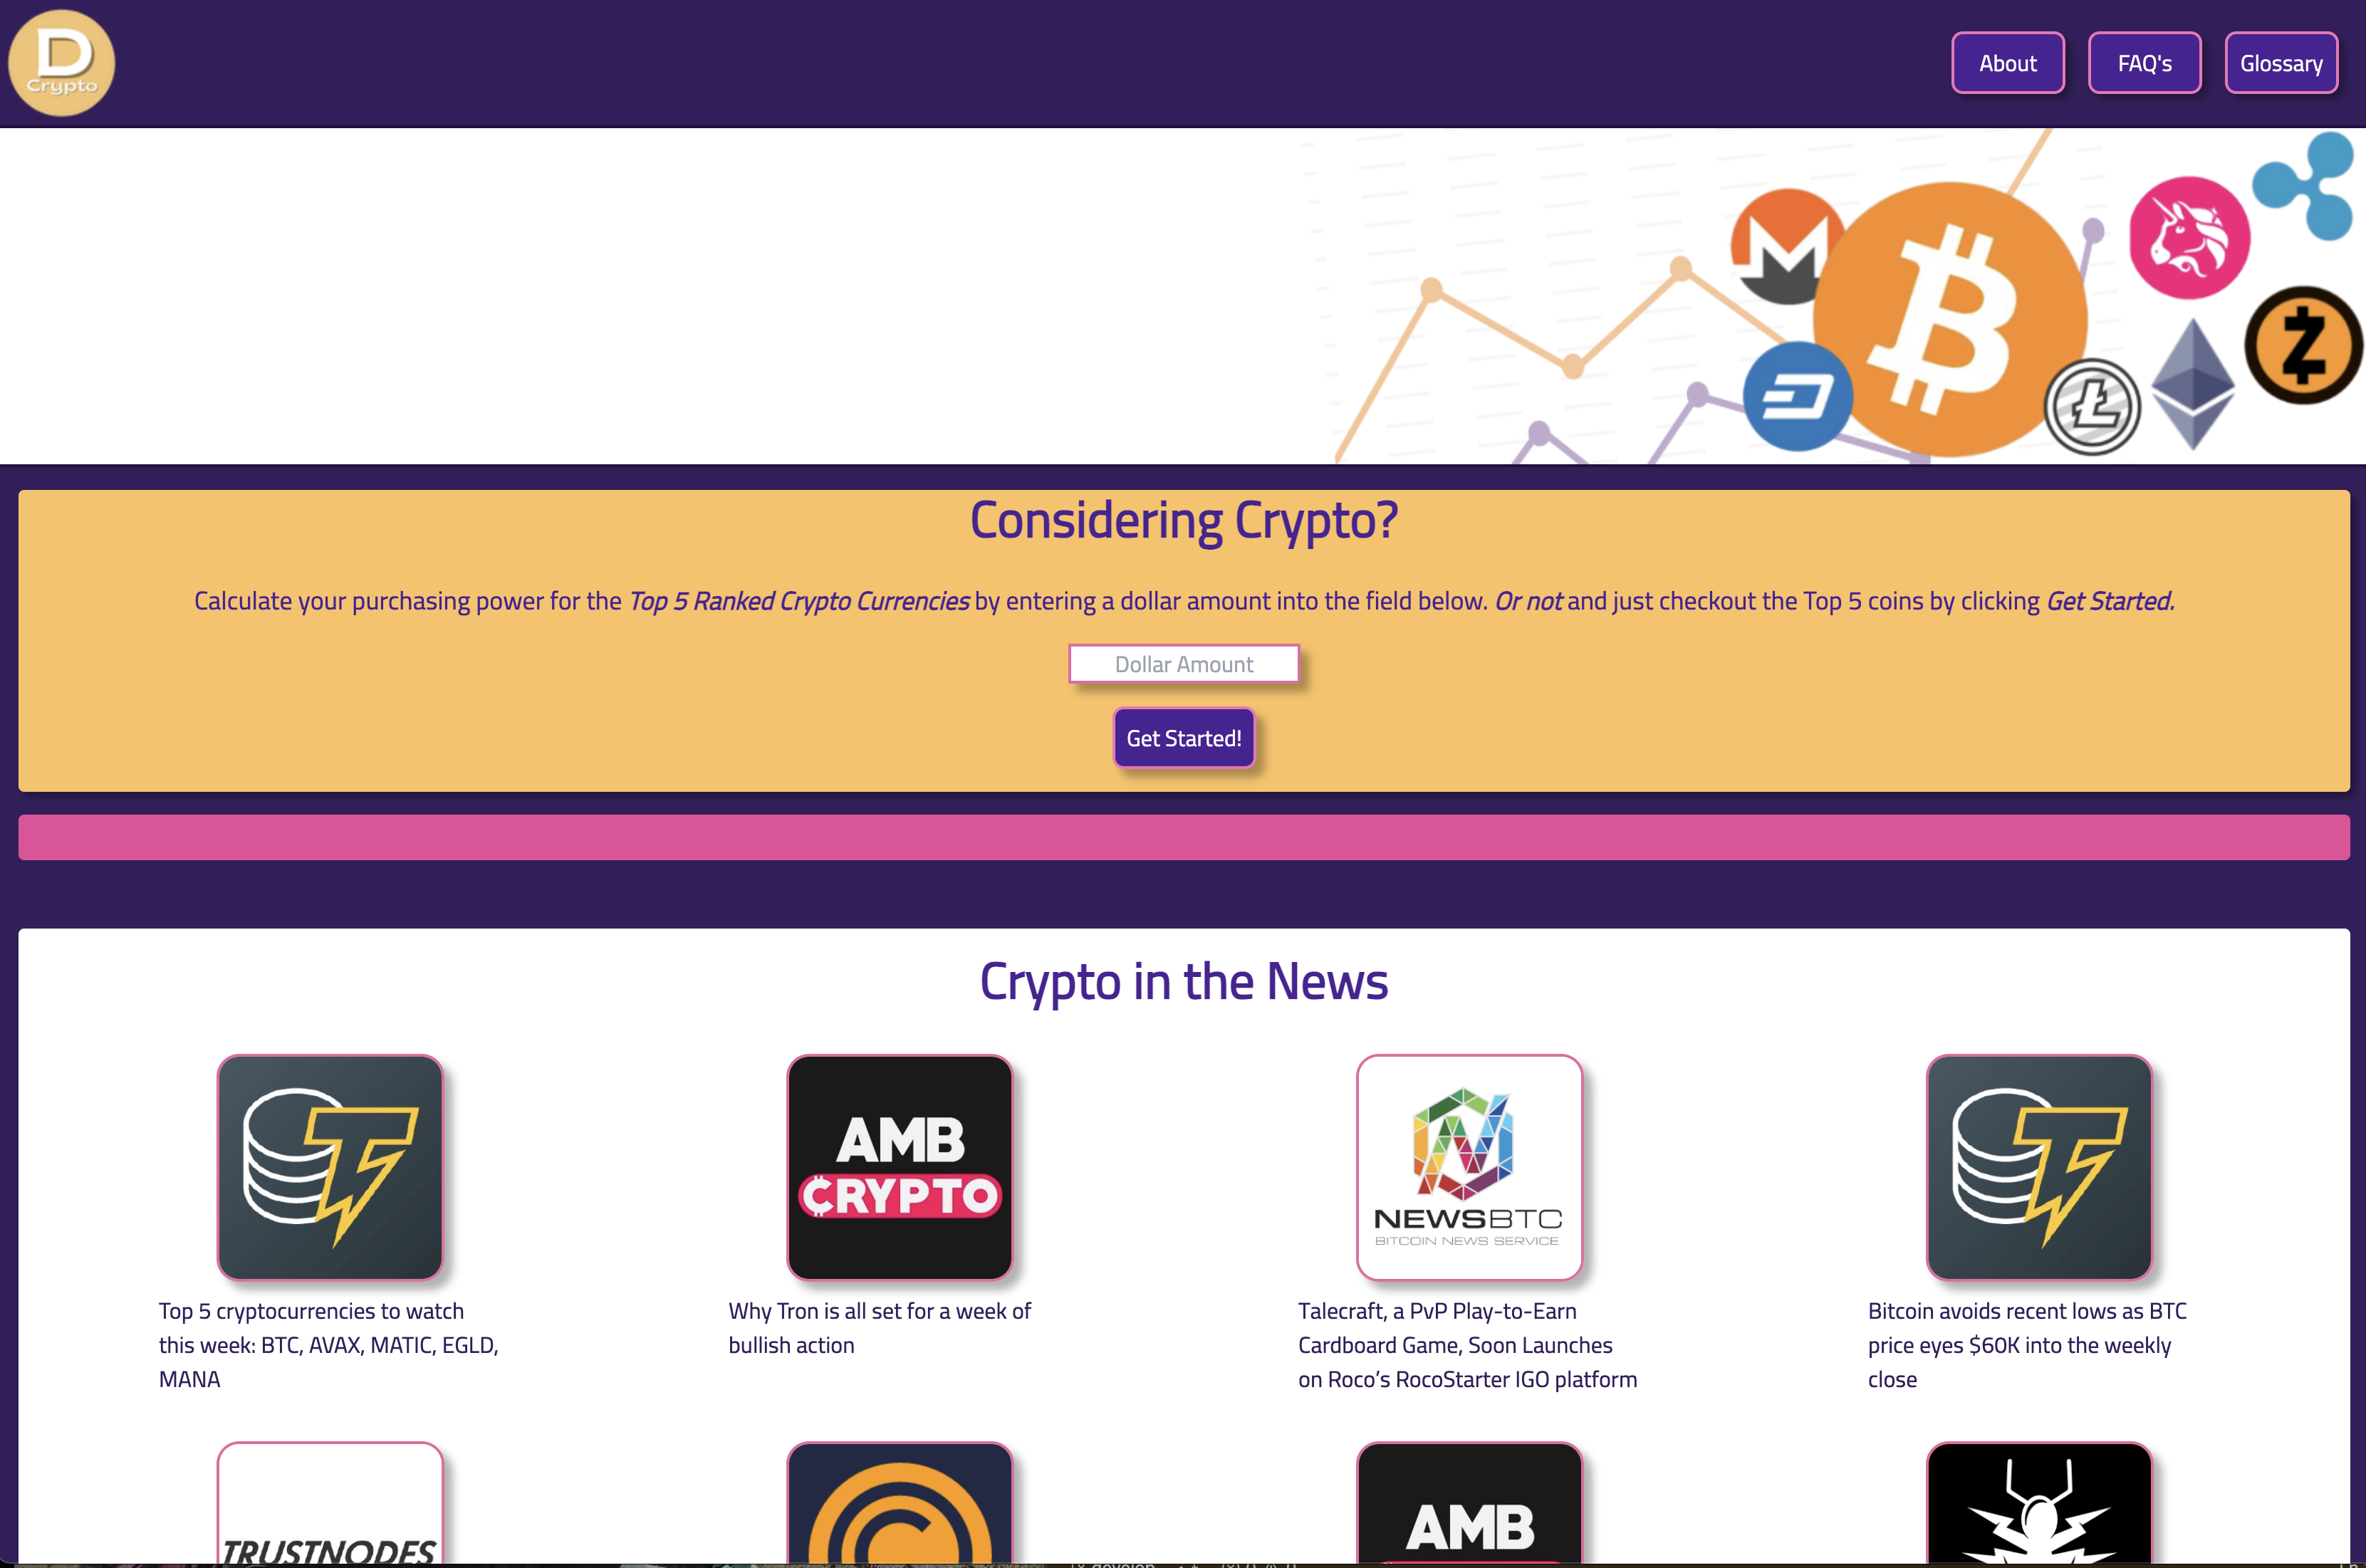 D
Crypto
About
FAQ's
Glossary
Considering Crypto?
Calculate your purchasing power for the Top 5 Ranked Crypto Currencies by entering a dollar amount into the field below. Or not and just checkout the Top 5 coins by clicking Get Started.
Dollar Amount
Get Started!
Crypto in the News
AMB
CRYPTO
NEWSBTC
BITCOIN NEWS SERVICE
Top 5 cryptocurrencies to watch
this week: BTC, AVAX, MATIC, EGLD,
MANA
Why Tron is all set for a week of
bullish action
Talecraft, a PvP Play-to-Earn
Cardboard Game, Soon Launches
on Roco’s RocoStarter IGO platform
Bitcoin avoids recent lows as BTC
price eyes $60K into the weekly
close
TRUSTNODES
AMB